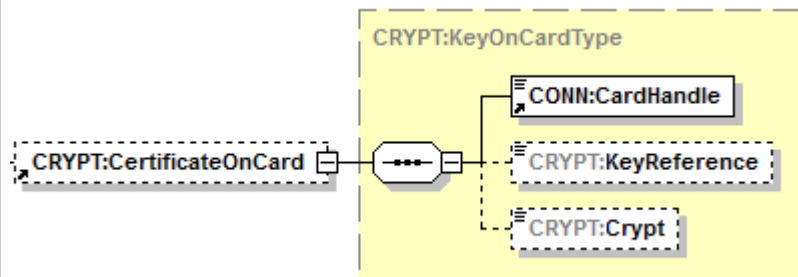 CRYPT:KeyOnCardType
CONN:CardHandle
CRYPT:CertificateOnCard
CRYPT:KeyReference
CRYPT:Crypt